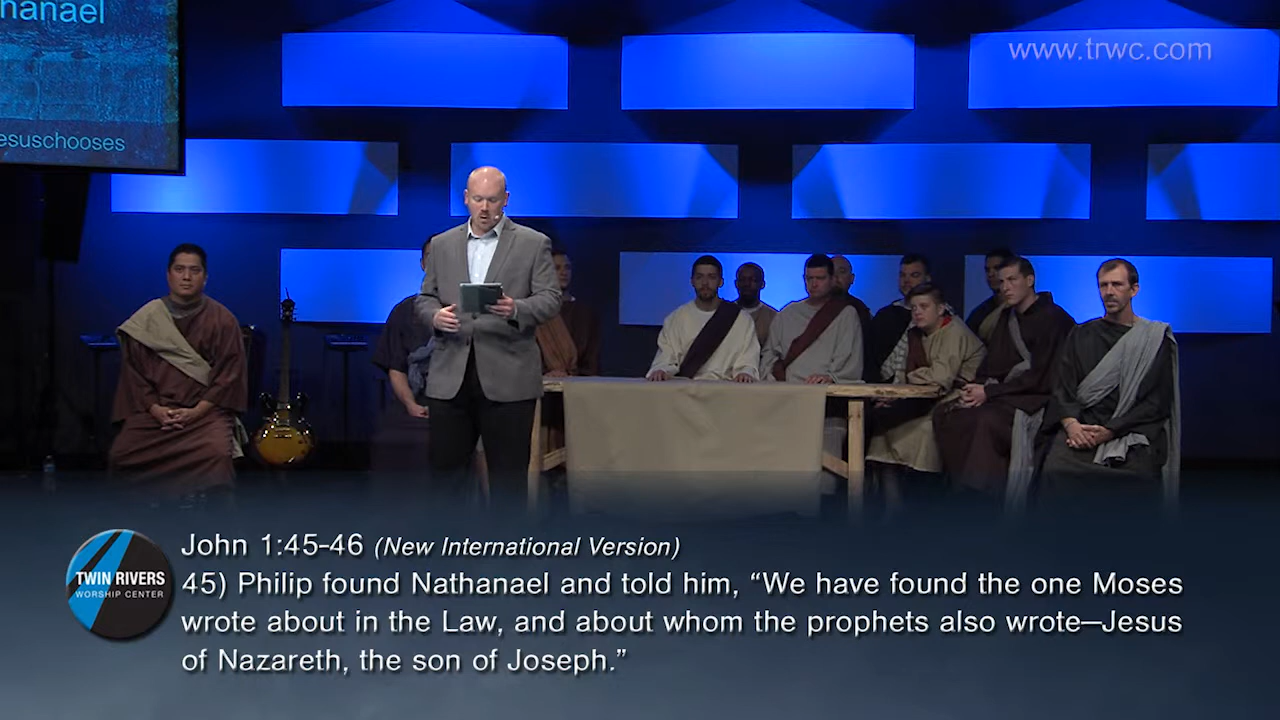 hanael
esuschooses
www.trwc.com
John 1:45-46 (New International Version)
TWIN RIVERS
WORSHIP CENTER
45) Philip found Nathanael and told him, “We have found the one Moses
wrote about in the Law, and about whom the prophets also wrote—Jesus
of Nazareth, the son of Joseph.”